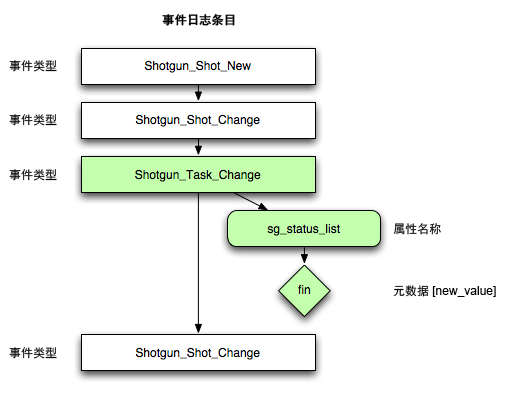 事件日志条目
事件类型 Shotgun_Shot_New
事件类型 Shotgun_Shot_Change
事件类型 Shotgun_Task_Change
sg_status_list 属性名称
fin 元数据 [new_value]
事件类型 Shotgun_Shot_Change